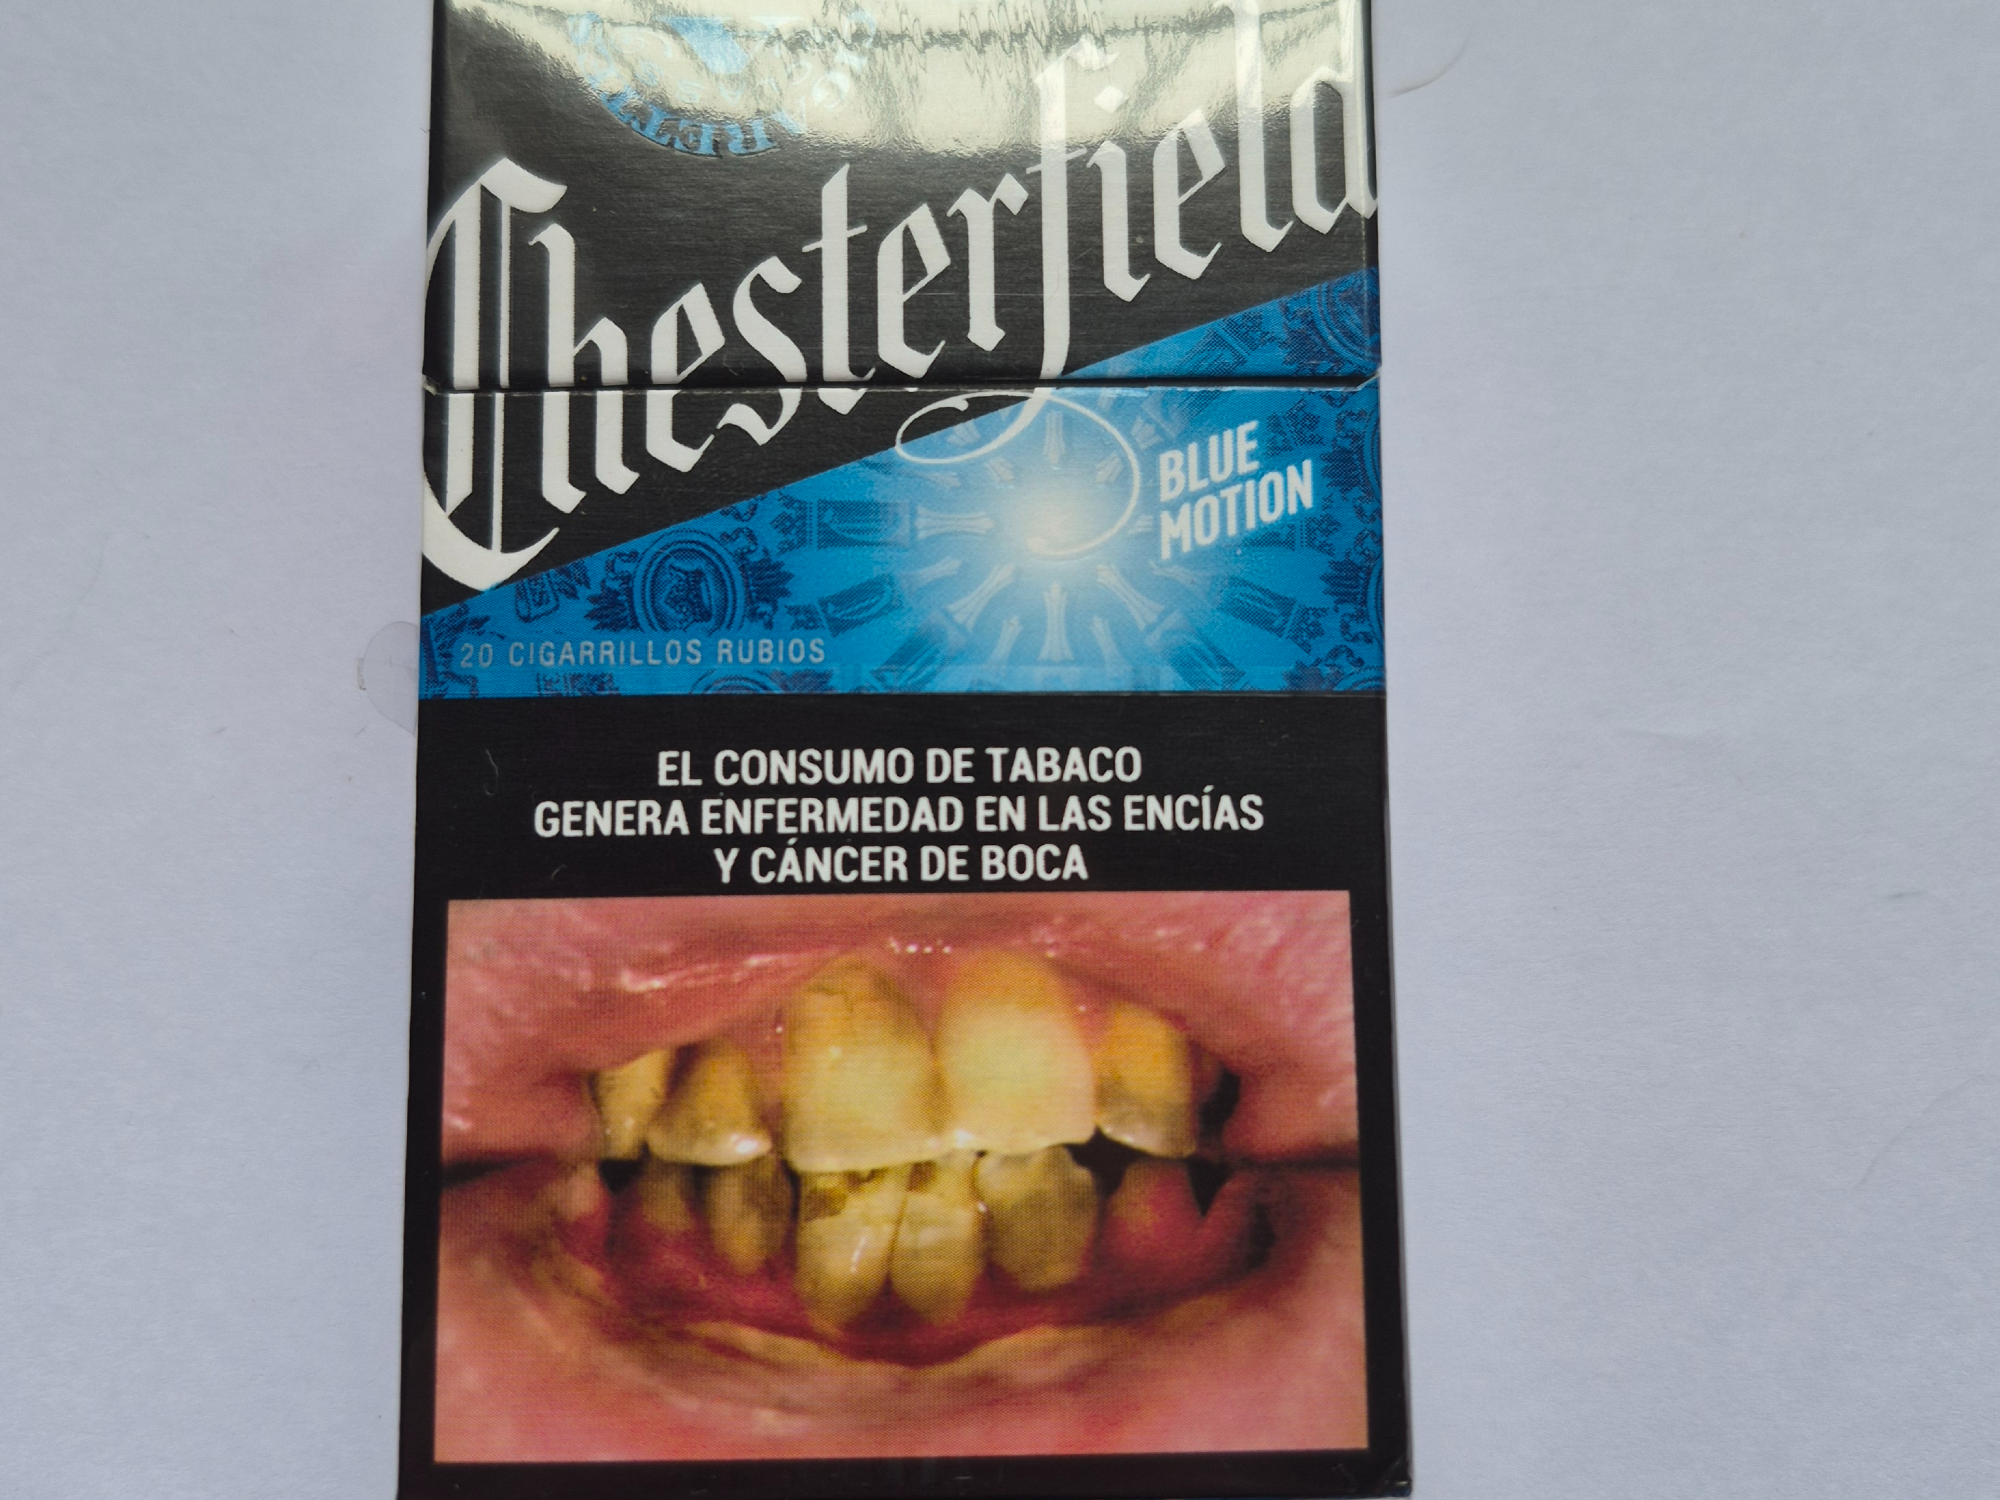 Chesterfield
BLUE
MOTION
20 CIGARRILLOS RUBIOS
EL CONSUMO DE TABACO
GENERA ENFERMEDAD EN LAS ENCÍAS
Y CÁNCER DE BOCA